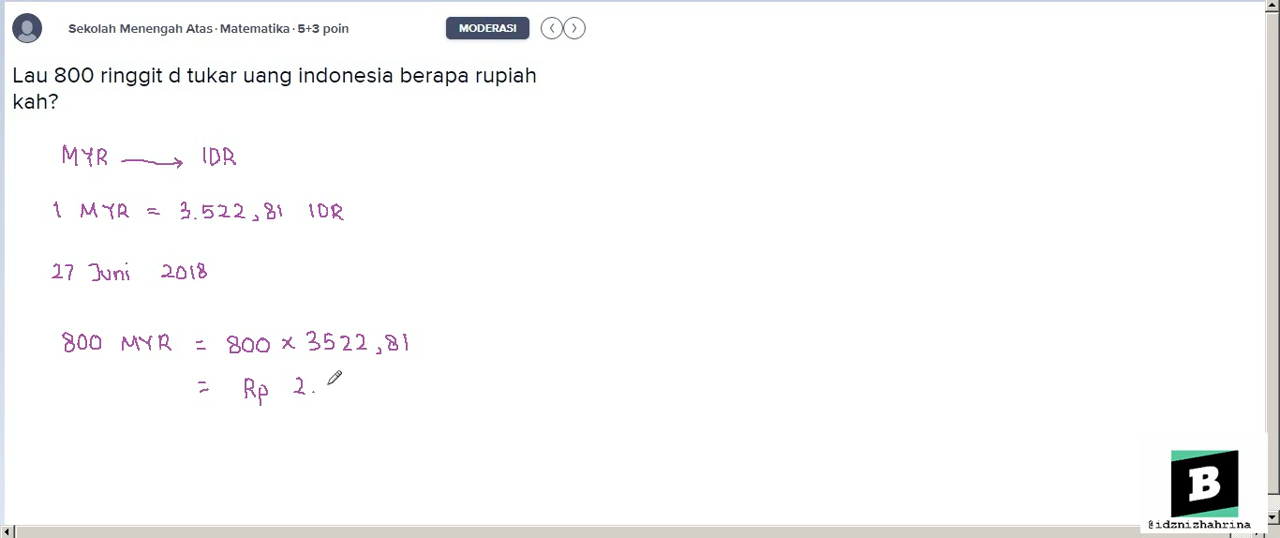 Sekolah Menengah Atas · Matematika · 5+3 poin
MODERASI
Lau 800 ringgit d tukar uang indonesia berapa rupiah
kah?
MYR → IDR
1 MYR = 3.522,81 IDR
27 Juni 2018
800 MYR = 800 x 3522,81
= Rp 2.
B
@idznizhahrina